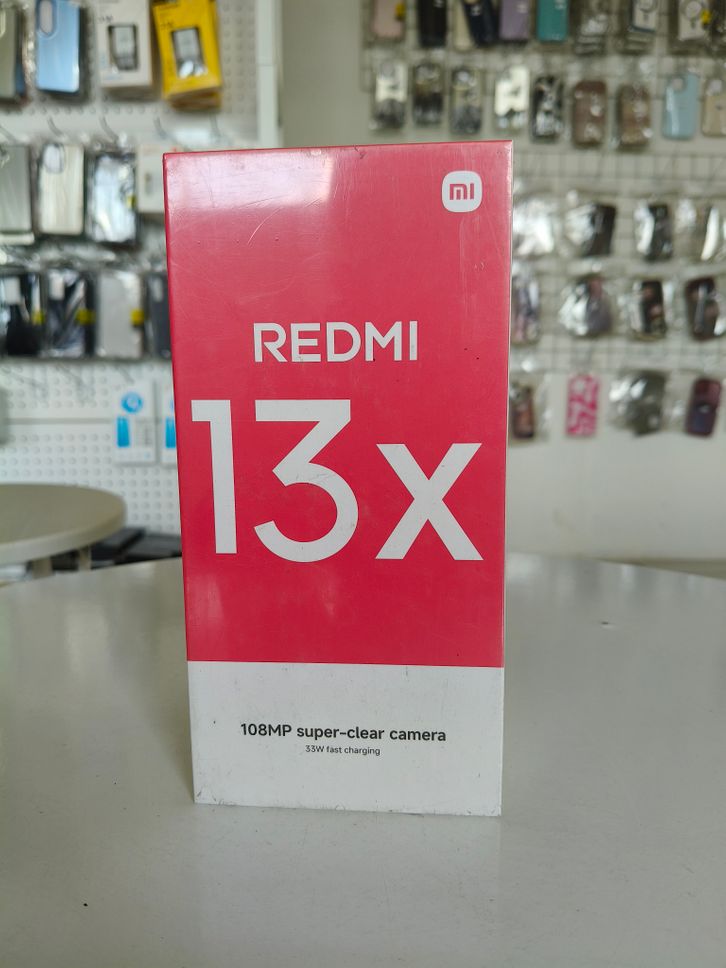 mi
REDMI
13x
108MP super-clear camera
33W fast charging